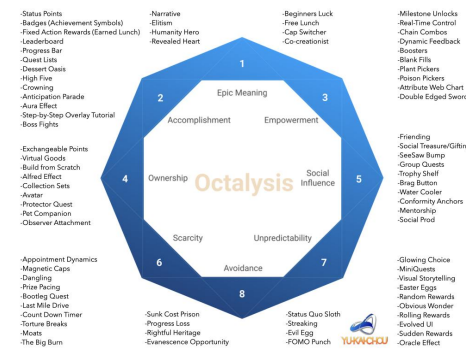 -Status Points
-Badges (Achievement Symbols)
-Fixed Action Rewards (Earned Lunch)
-Leaderboard
-Progress Bar
-Quest Lists
-Dessert Oasis
-High Five
-Crowning
-Anticipation Parade
-Aura Effect
-Step-by-Step Overlay Tutorial
-Boss Fights
-Narrative
-Elitism
-Humanity Hero
-Revealed Heart
-Beginners Luck
-Free Lunch
-Cap Switcher
-Co-creationist
-Milestone Unlocks
-Real-Time Control
-Chain Combos
-Dynamic Feedback
-Boosters
-Blank Fills
-Plant Pickers
-Poison Pickers
-Attribute Web Chart
-Double Edged Sword
1
2
3
Epic Meaning
Accomplishment
Empowerment
-Exchangeable Points
-Virtual Goods
-Build from Scratch
-Alfred Effect
-Collection Sets
-Avatar
-Protector Quest
-Pet Companion
-Observer Attachment
4
Ownership
Octalysis
Social
Influence
5
-Friending
-Social Treasure/Giftin
-SeeSaw Bump
-Group Quests
-Trophy Shelf
-Brag Button
-Water Cooler
-Conformity Anchors
-Mentorship
-Social Prod
Scarcity
Unpredictability
Avoidance
6
7
8
-Appointment Dynamics
-Magnetic Caps
-Dangling
-Prize Pacing
-Bootleg Quest
-Last Mile Drive
-Count Down Timer
-Torture Breaks
-Moats
-The Big Burn
-Sunk Cost Prison
-Progress Loss
-Rightful Heritage
-Evanescence Opportunity
-Status Quo Sloth
-Streaking
-Evil Egg
-FOMO Punch
YUKAICHOU
-Glowing Choice
-MiniQuests
-Visual Storytelling
-Easter Eggs
-Random Rewards
-Obvious Wonder
-Rolling Rewards
-Evolved UI
-Sudden Rewards
-Oracle Effect